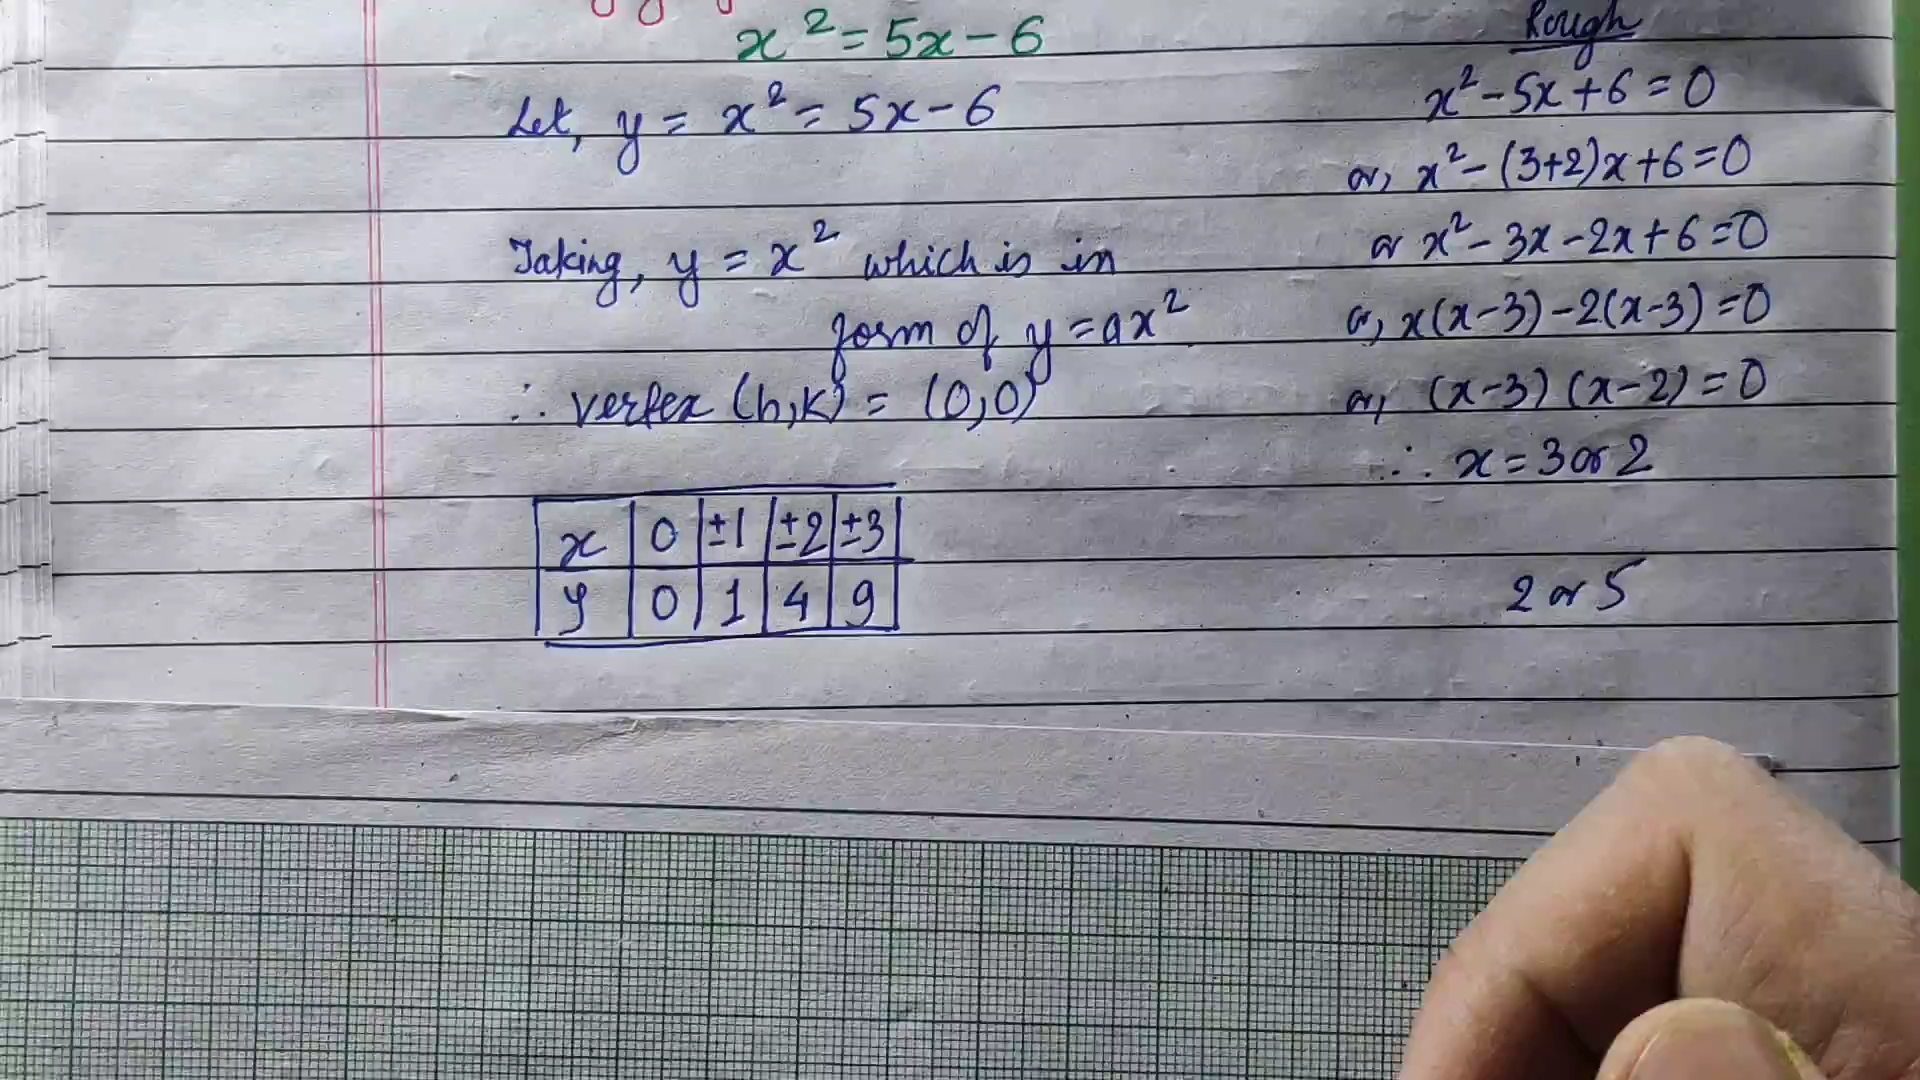 x² = 5x - 6
Let, y = x² = 5x - 6
Taking, y = x² which is in
form of y = ax²
∴ vertex (h,k) = (0,0)
x 0 ±1 ±2 ±3
y 0 1 4 9
Rough
x² - 5x + 6 = 0
or, x² - (3+2)x + 6 = 0
or x² - 3x - 2x + 6 = 0
or, x(x-3) - 2(x-3) = 0
or, (x-3) (x-2) = 0
∴ x = 3 or 2
2 or 5